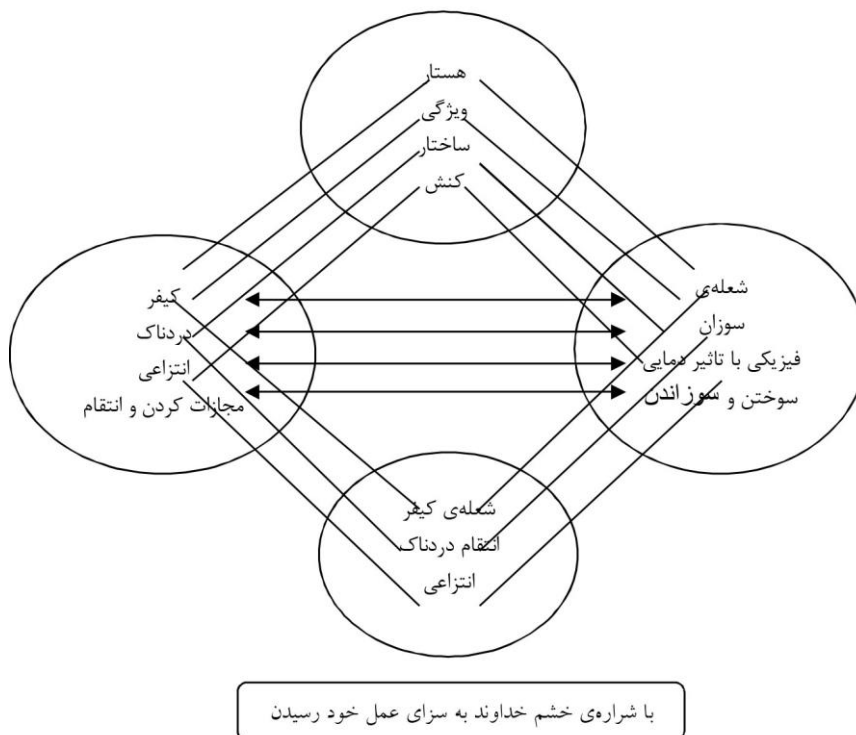 هستار
ویژگی
ساختار
کنش
شعله‌ی
سوزان
فیزیکی با تاثیر دمایی
سوختن و سوزاندن
کیفر
دردناک
انتزاعی
مجازات کردن و انتقام
شعله‌ی کیفر
انتقام دردناک
انتزاعی
با شراره‌ی خشم خداوند به سزای عمل خود رسیدن